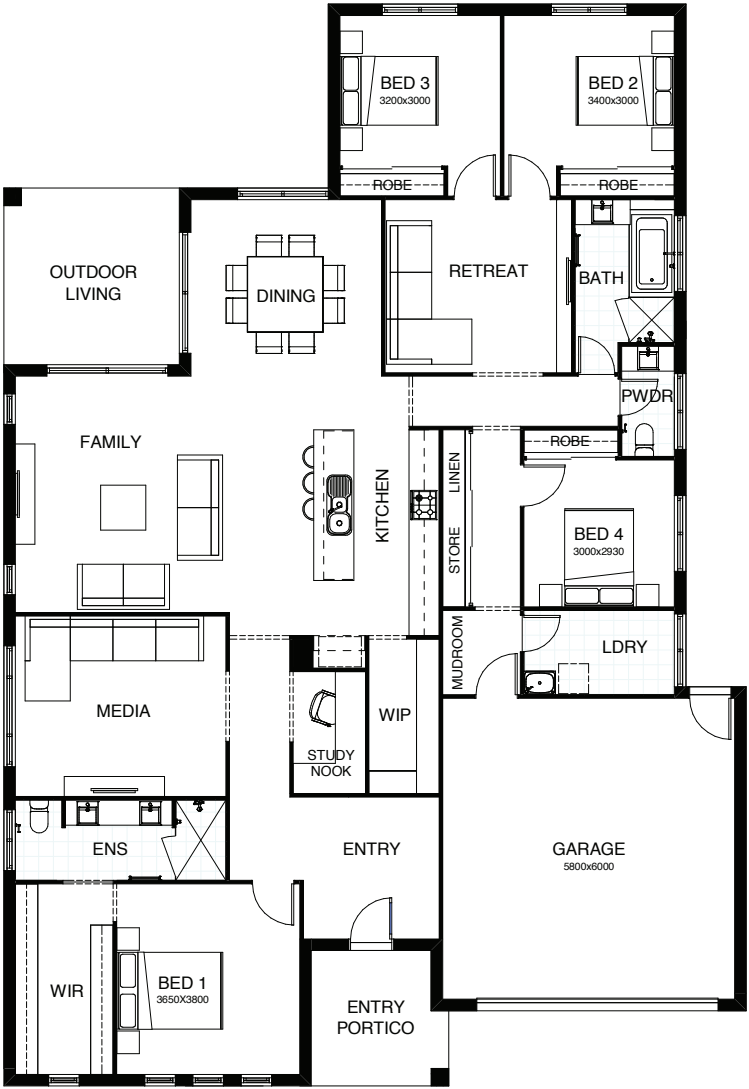 BED 3
3200x3000
BED 2
3400x3000
ROBE
ROBE
OUTDOOR
LIVING
DINING
RETREAT
BATH
PWDR
FAMILY
KITCHEN
LINEN
STORE
ROBE
BED 4
3000x2930
MUDROOM
LDRY
MEDIA
WIP
STUDY
NOOK
ENS
ENTRY
GARAGE
5800x6000
WIR
BED 1
3650X3800
ENTRY
PORTICO